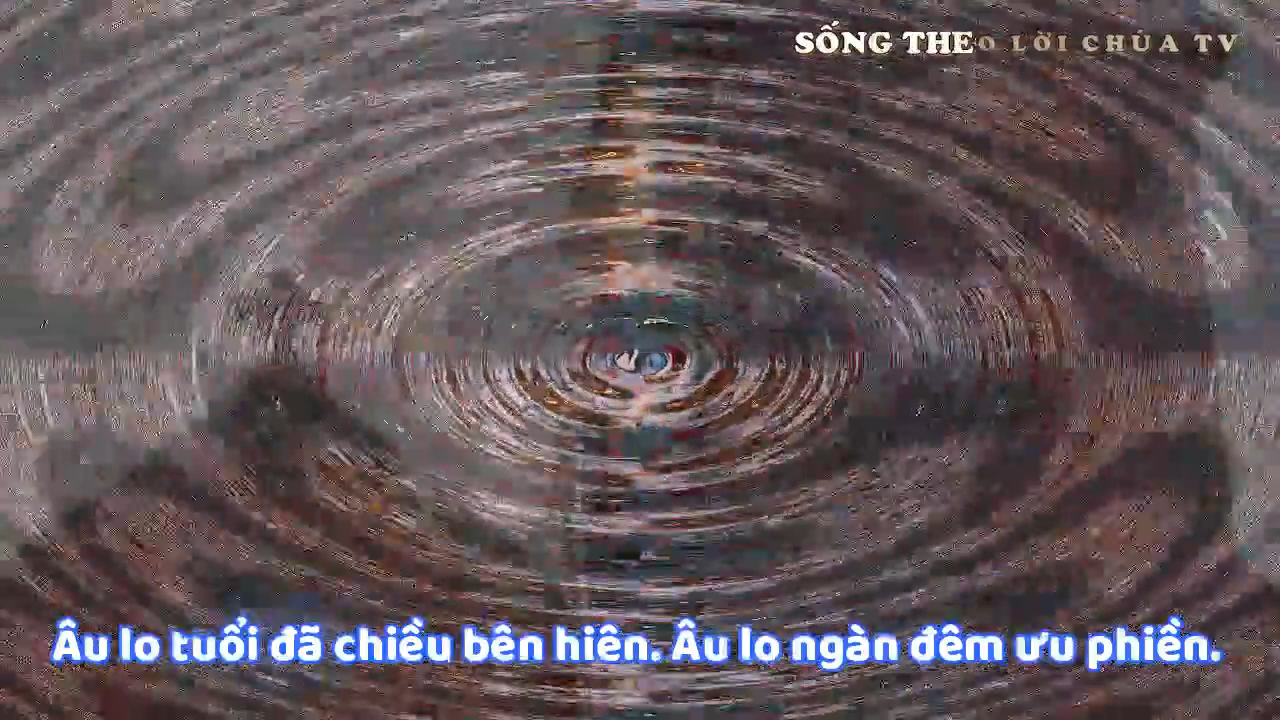 SỐNG THEO LỜI CHÚA TV
Âu lo tuổi đã chiều bên hiên. Âu lo ngàn đêm ưu phiền.